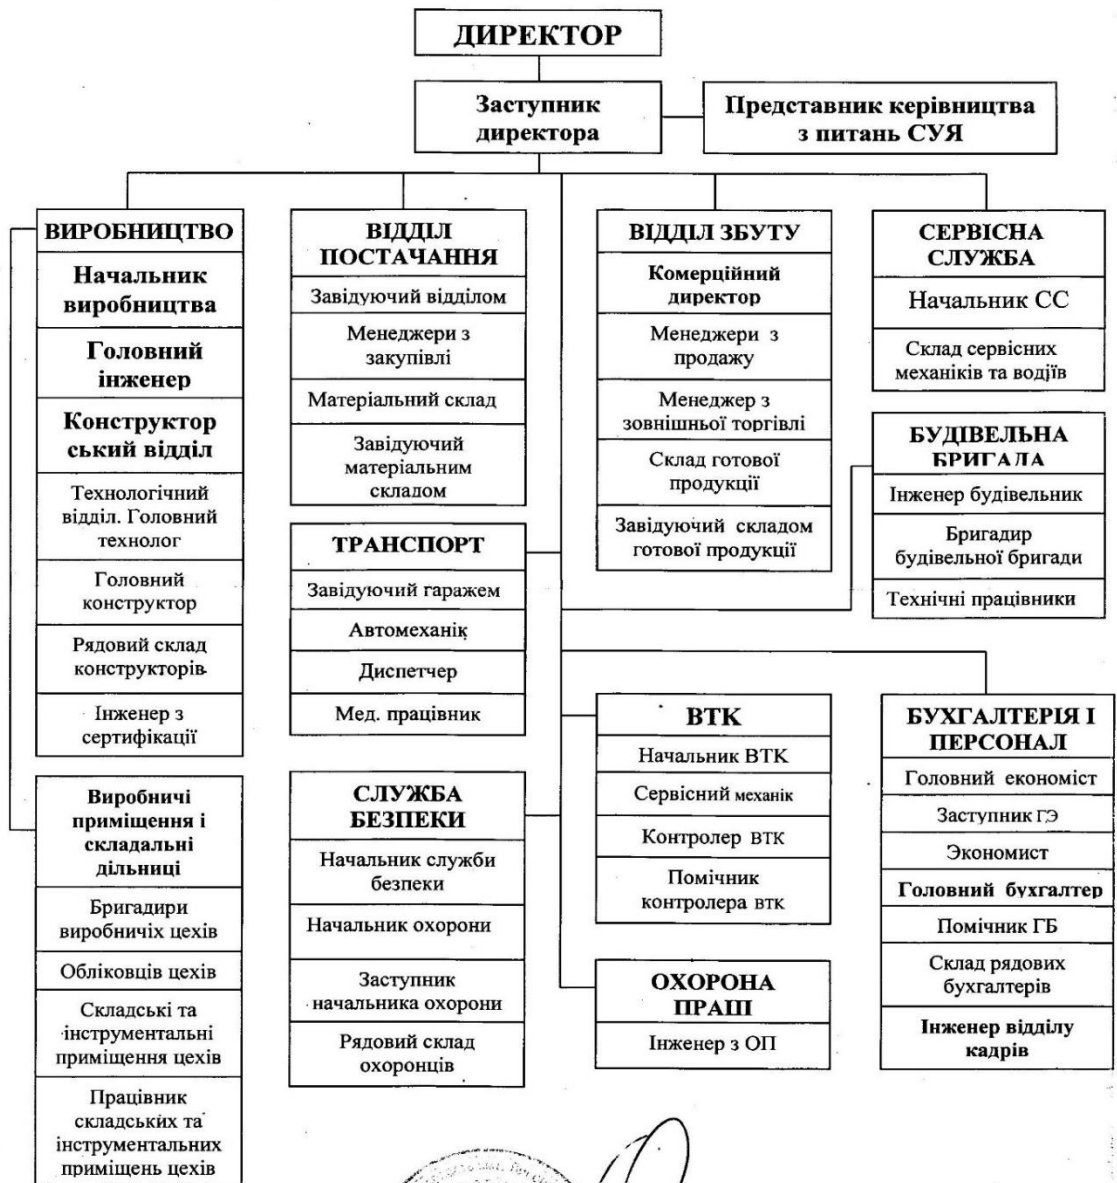 ДИРЕКТОР
Заступник
директора
Представник керівництва
з питань СУЯ
ВИРОБНИЦТВО
Начальник
виробництва
Головний
інженер
Конструктор
ський відділ
Технологічний
відділ. Головний
технолог
Головний
конструктор
Рядовий склад
конструкторів
Інженер з
сертифікації
Виробничі
приміщення і
складальні
дільниці
Бригадири
виробничіх цехів
Обліковців цехів
Складські та
інструментальні
приміщення цехів
Працівник
складських та
інструментальних
приміщень цехів
ВІДДІЛ
ПОСТАЧАННЯ
Завідуючий відділом
Менеджери з
закупівлі
Матеріальний склад
Завідуючий
матеріальним
складом
ТРАНСПОРТ
Завідуючий гаражем
Автомеханік
Диспетчер
Мед. працівник
СЛУЖБА
БЕЗПЕКИ
Начальник служби
безпеки
Начальник охорони
Заступник
начальника охорони
Рядовий склад
охоронців
ВІДДІЛ ЗБУТУ
Комерційний
директор
Менеджери з
продажу
Менеджер з
зовнішньої торгівлі
Склад готової
продукції
Завідуючий складом
готової продукції
ВТК
Начальник ВТК
Сервісний механік
Контролер ВТК
Помічник
контролера втк
ОХОРОНА
ПРАЦІ
Інженер з ОП
СЕРВІСНА
СЛУЖБА
Начальник СС
Склад сервісних
механіків та водіїв
БУДІВЕЛЬНА
БРИГАДА
Інженер будівельник
Бригадир
будівельної бригади
Технічні працівники
БУХГАЛТЕРІЯ І
ПЕРСОНАЛ
Головний економіст
Заступник ГЭ
Экономист
Головний бухгалтер
Помічник ГБ
Склад рядових
бухгалтерів
Інженер відділу
кадрів